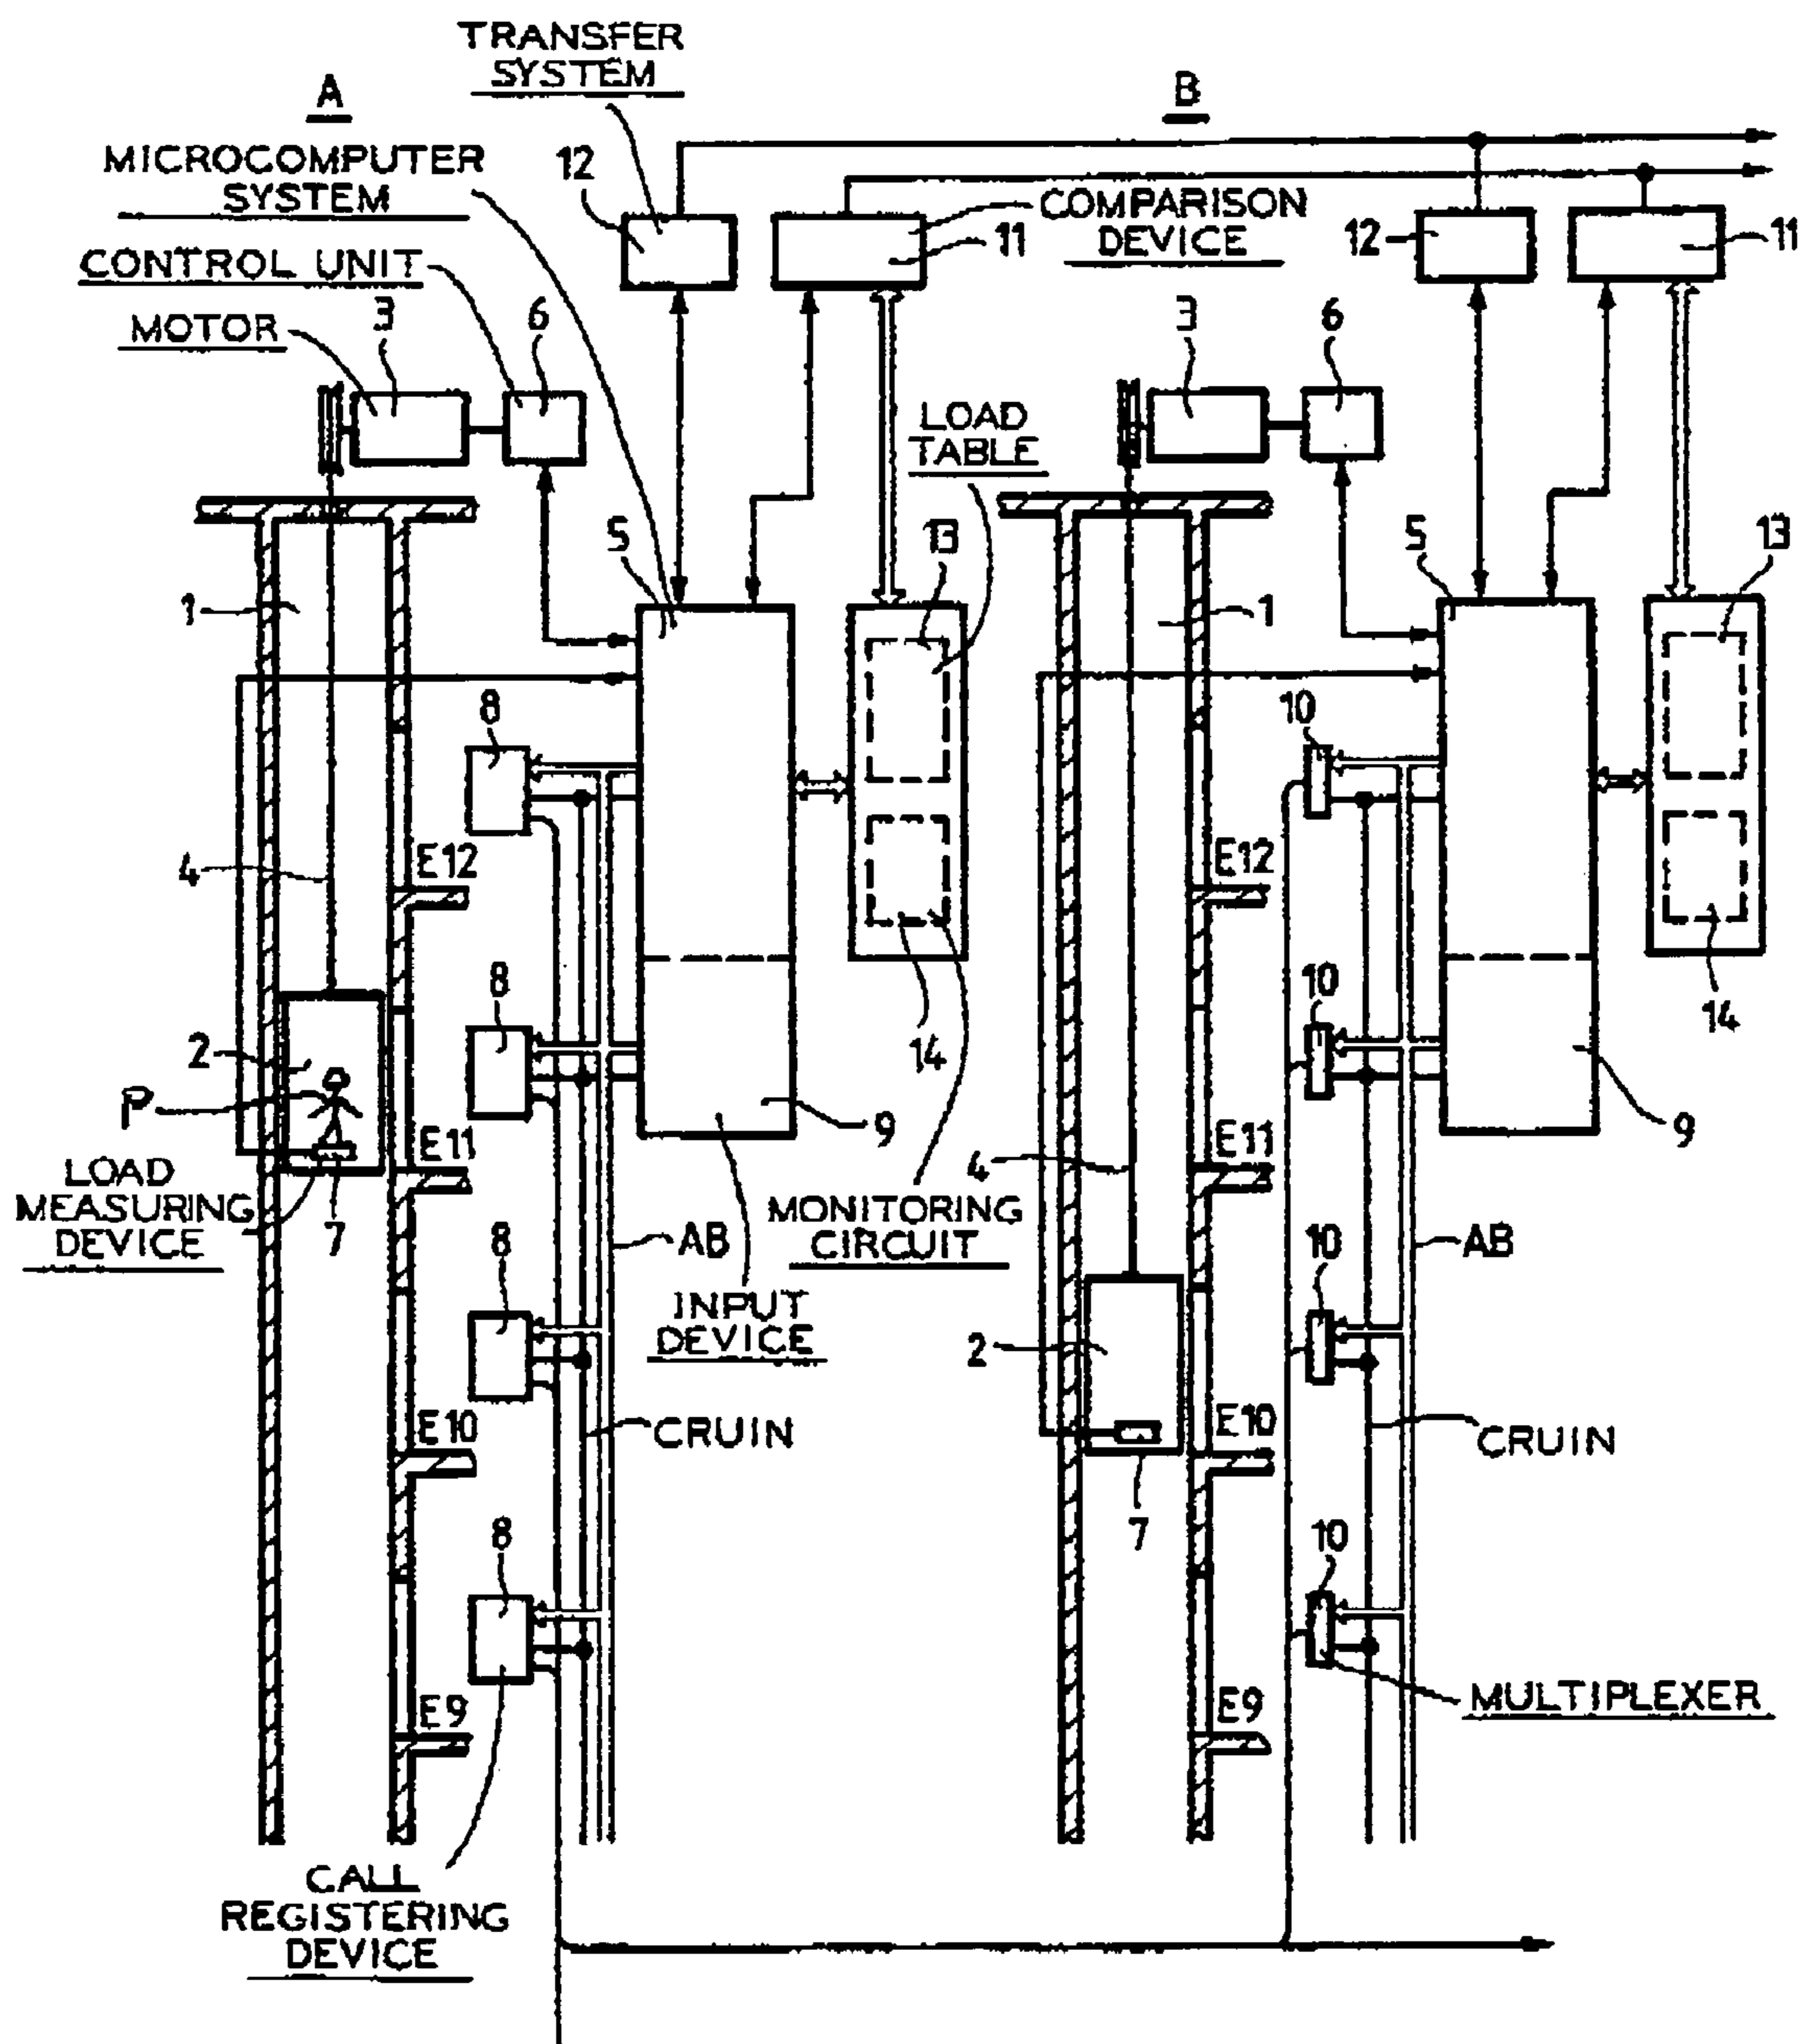 TRANSFER
SYSTEM
A
B
MICROCOMPUTER
SYSTEM
12
COMPARISON
DEVICE
11
12
11
CONTROL UNIT
MOTOR
3
6
3
6
LOAD
TABLE
5
13
5
13
1
1
8
10
4
E12
E12
8
10
14
14
2
P
9
9
E11
4
E11
LOAD
MEASURING
DEVICE
7
8
AB
MONITORING
CIRCUIT
10
AB
INPUT
DEVICE
2
E10
CRUIN
E10
CRUIN
8
7
10
E9
E9
MULTIPLEXER
CALL
REGISTERING
DEVICE